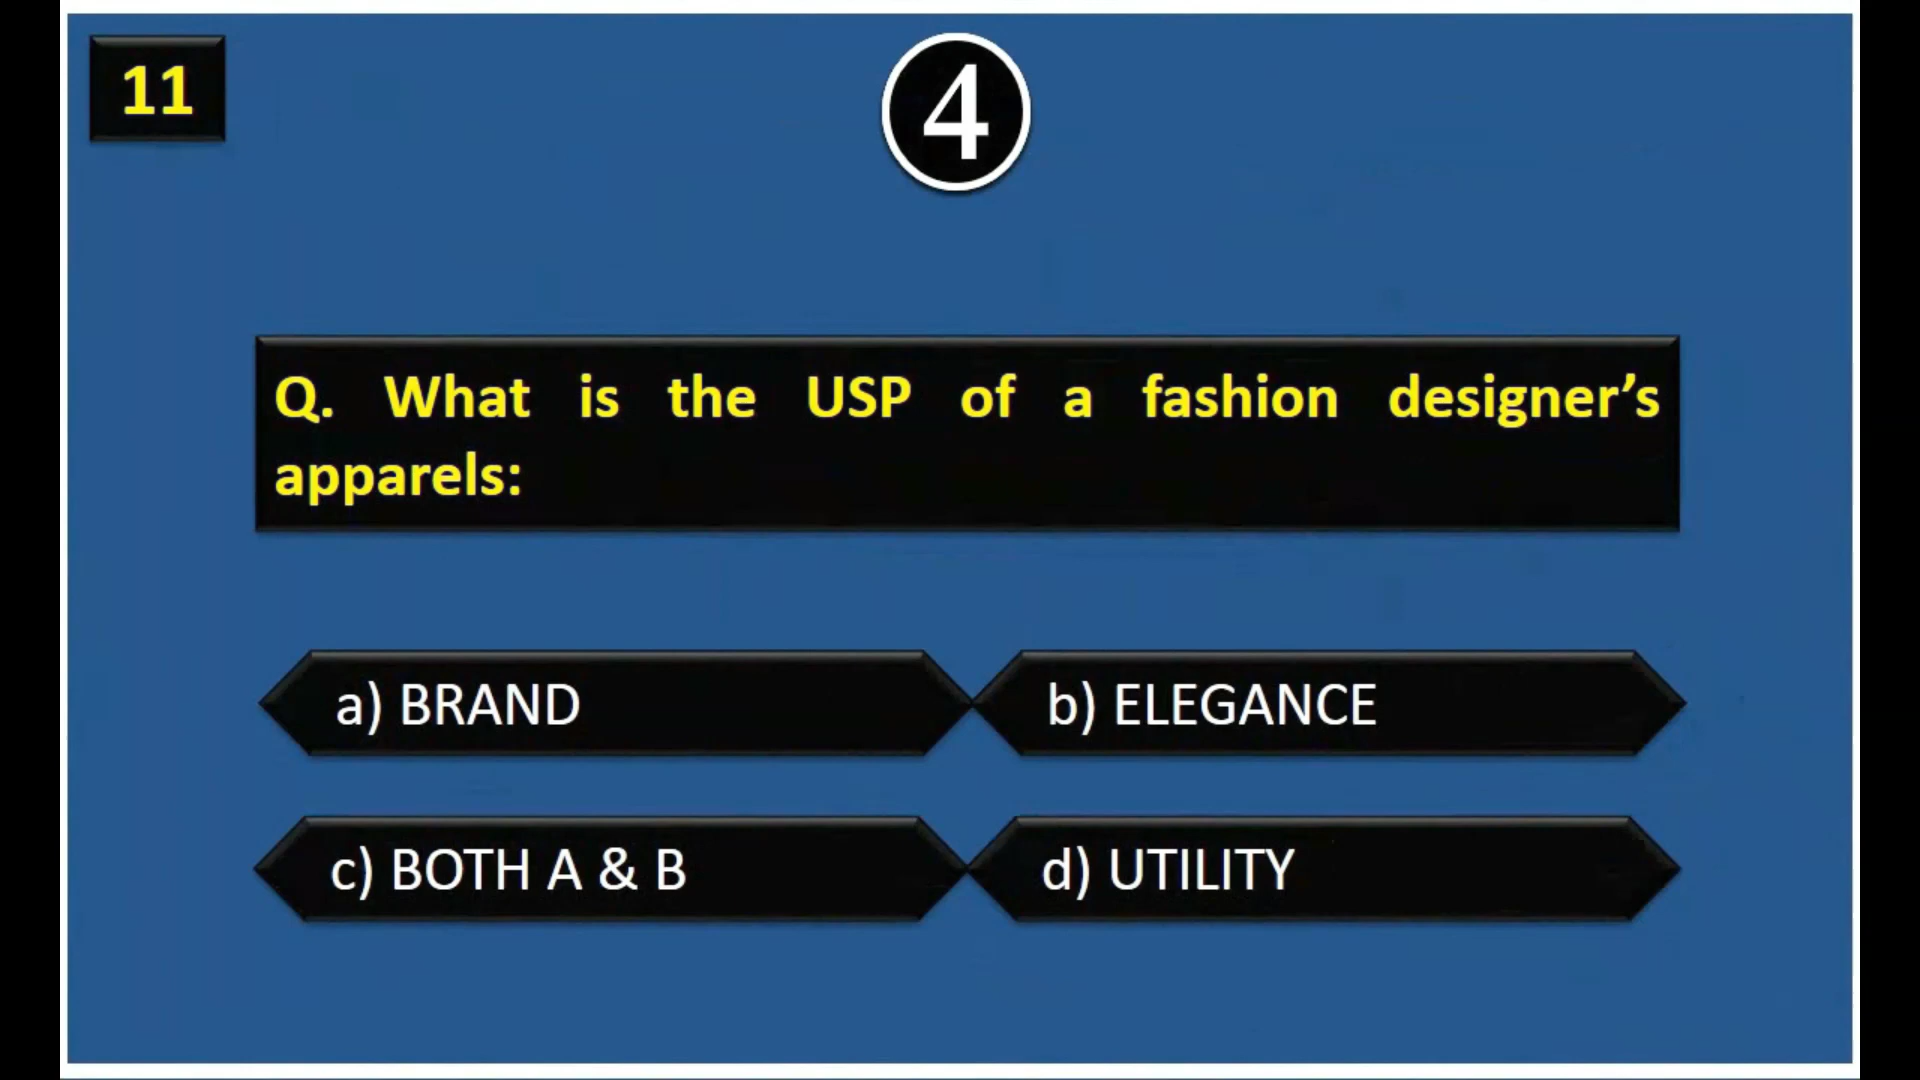 11
4
Q. What is the USP of a fashion designer’s
apparels:
a) BRAND
b) ELEGANCE
c) BOTH A & B
d) UTILITY